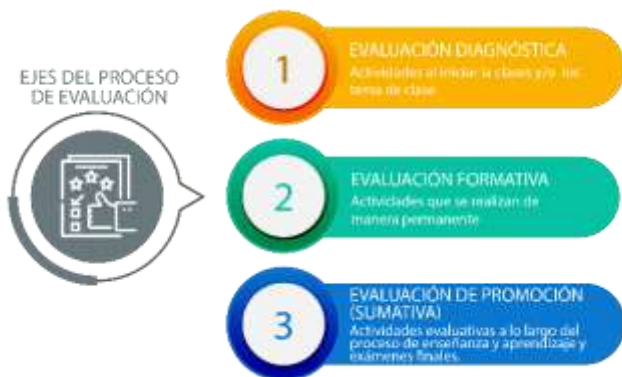 EJES DEL PROCESO
DE EVALUACIÓN
1
EVALUACIÓN DIAGNÓSTICA
Actividades al iniciar la clases y/o los
tema de clase
2
EVALUACIÓN FORMATIVA
Actividades que se realizan de
manera permanente
3
EVALUACIÓN DE PROMOCIÓN
(SUMATIVA)
Actividades evaluativas a lo largo del
proceso de enseñanza y aprendizaje y
exámenes finales.